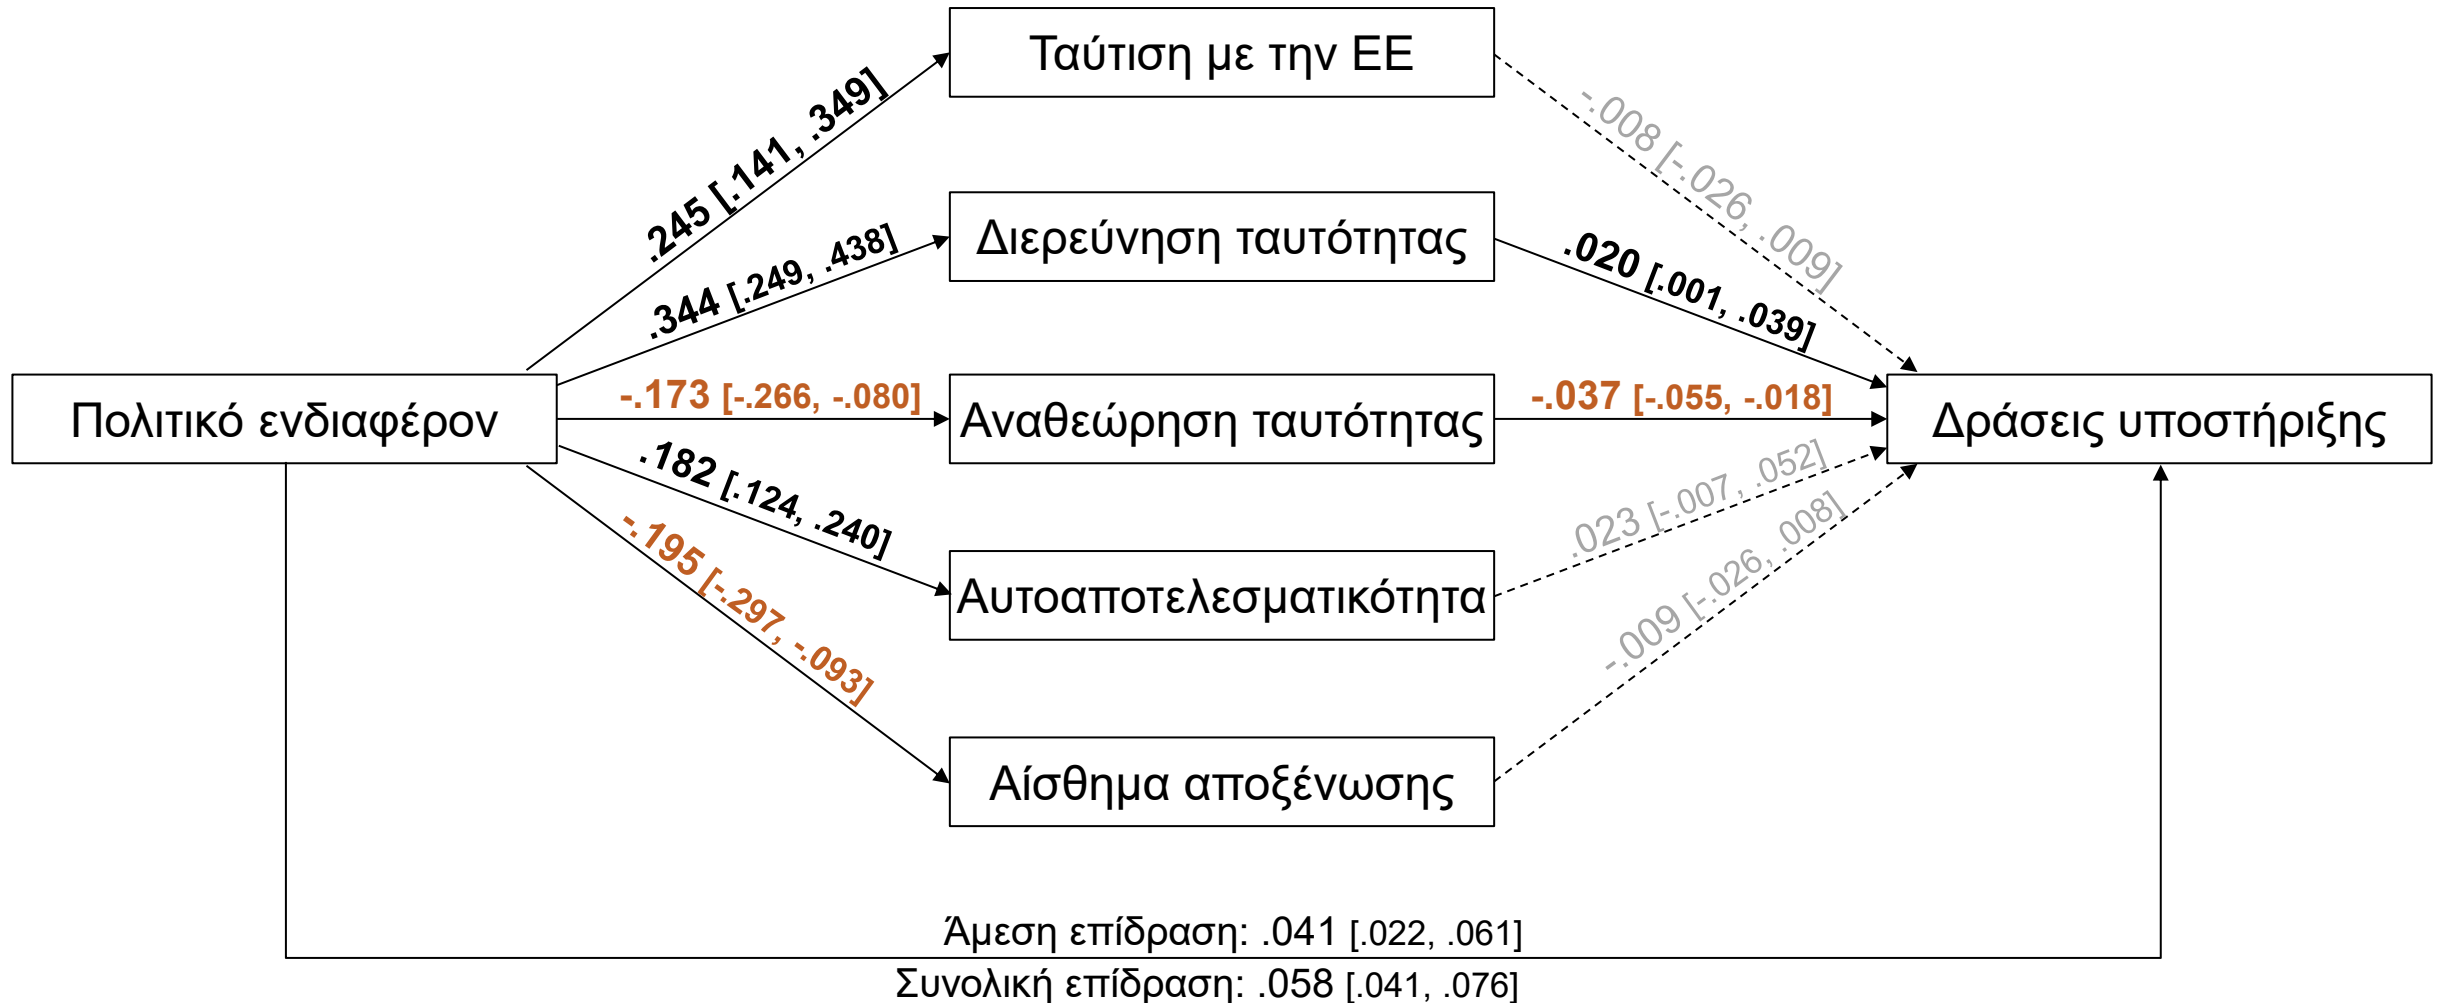 Ταύτιση με την ΕΕ
.245 [.141, .349]
-.008 [-.026, .009]
Διερεύνηση ταυτότητας
.344 [.249, .438]
.020 [.001, .039]
Πολιτικό ενδιαφέρον
-.173 [-.266, -.080]
Αναθεώρηση ταυτότητας
-.037 [-.055, -.018]
Δράσεις υποστήριξης
.182 [.124, .240]
Αυτοαποτελεσματικότητα
.023 [-.007, .052]
-.195 [-.297, -.093]
Αίσθημα αποξένωσης
-.009 [-.026, .008]
Άμεση επίδραση: .041 [.022, .061]
Συνολική επίδραση: .058 [.041, .076]